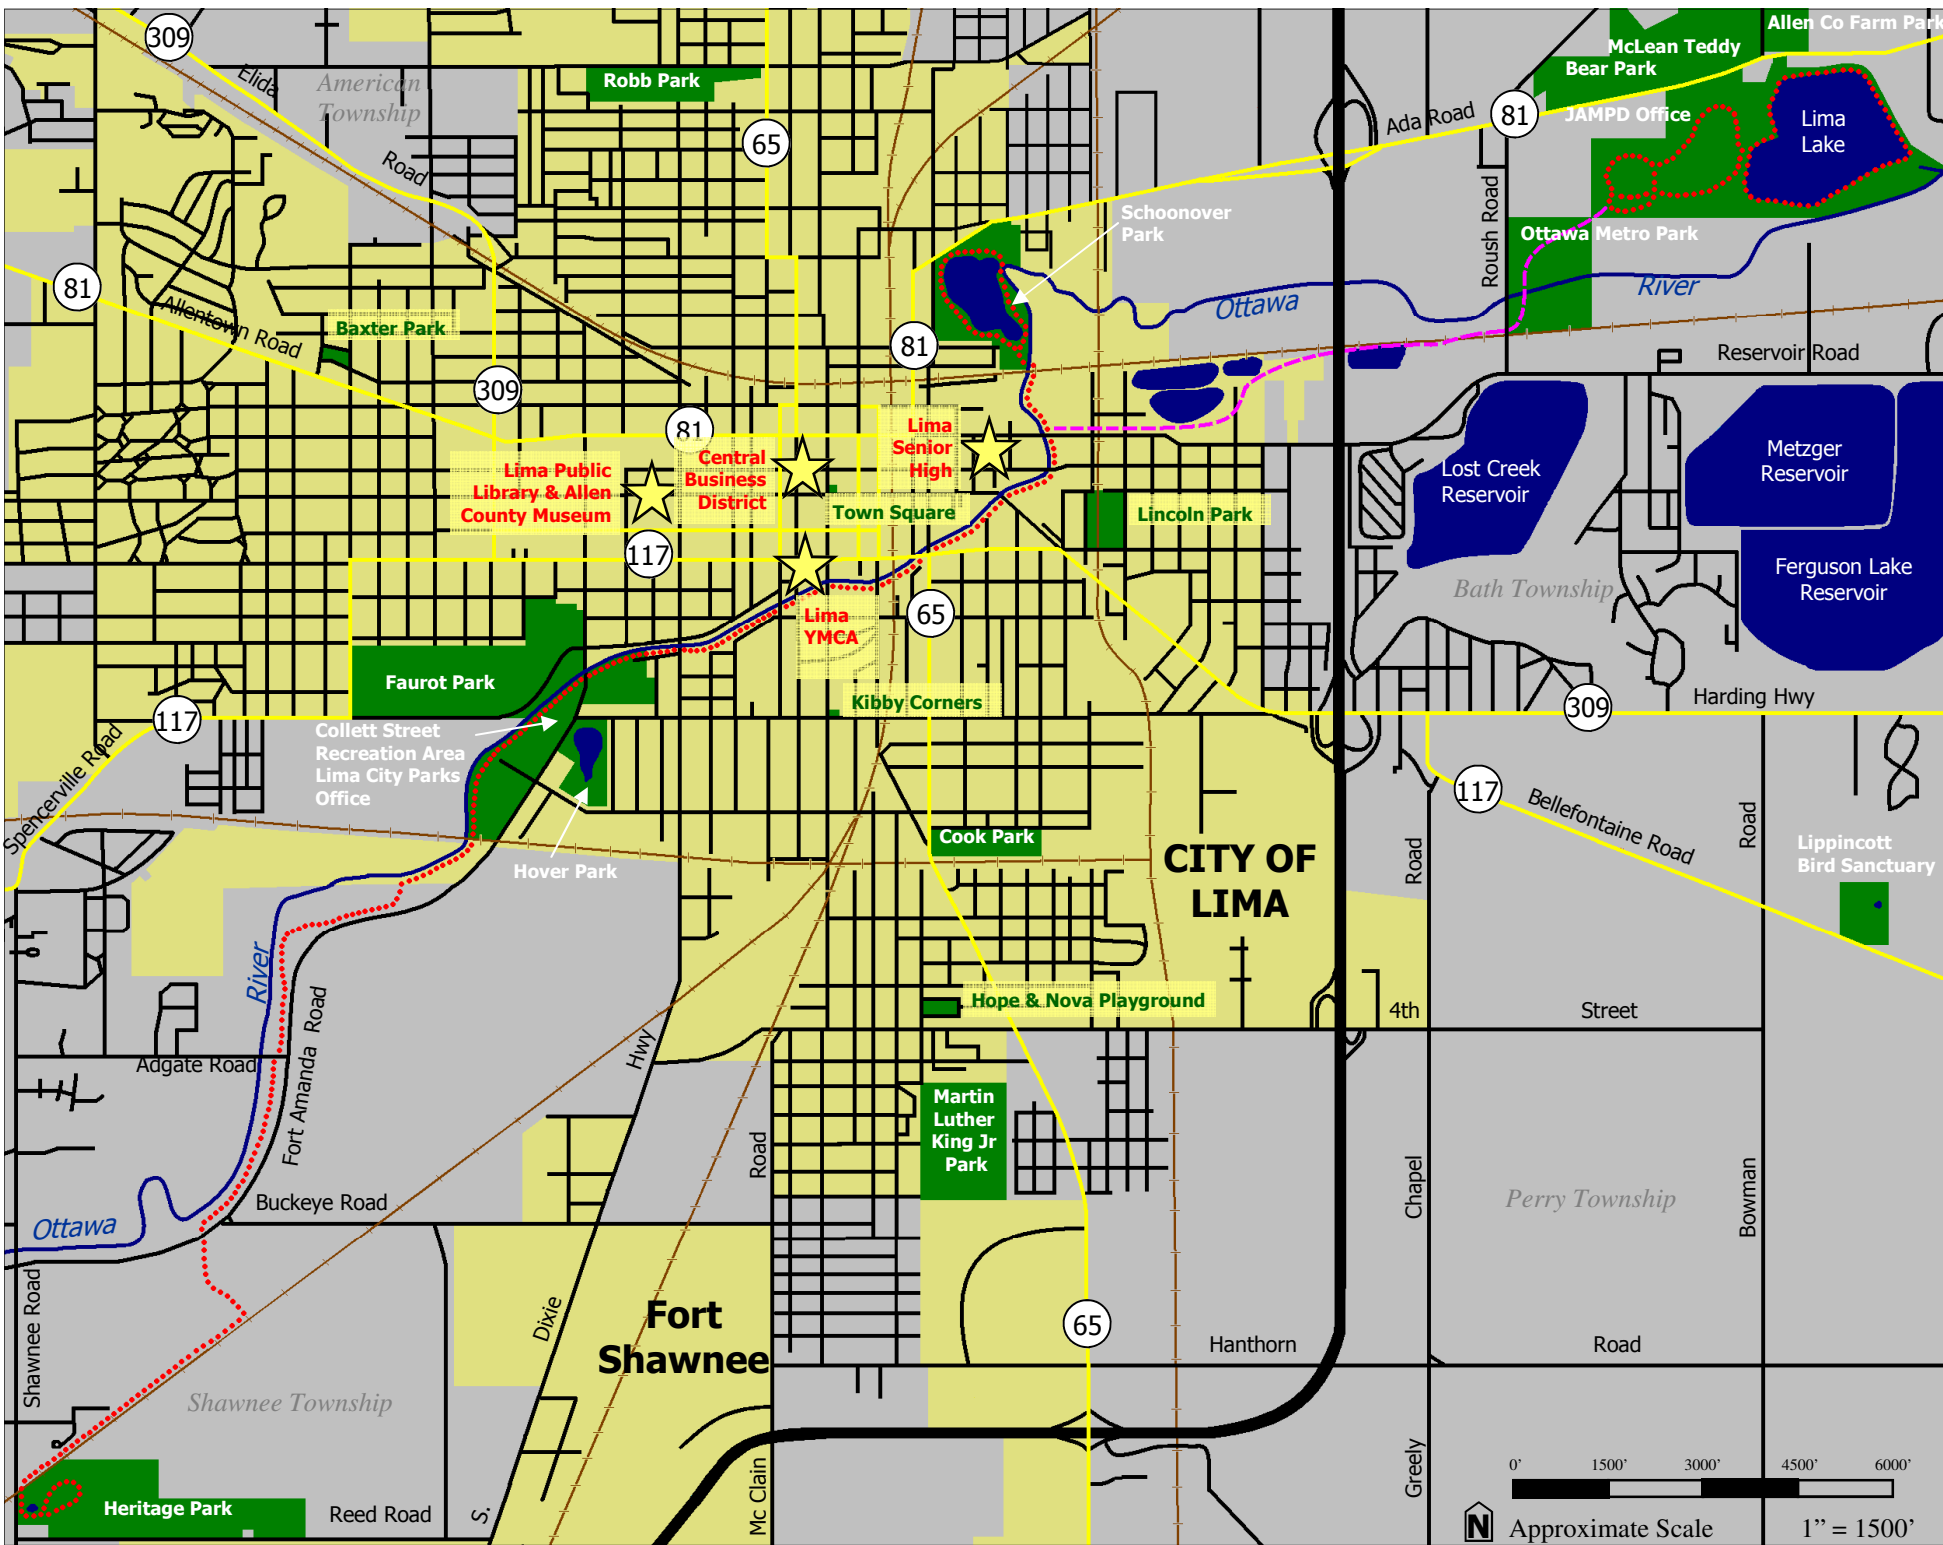 309
Elida
Road
American
Township
Robb Park
65
Ada Road
81
Allen Co Farm Park
McLean Teddy
Bear Park
JAMPD Office
Lima
Lake
Schoonover
Park
Roush Road
Ottawa Metro Park
Ottawa
River
81
Allentown Road
Baxter Park
309
81
81
Reservoir Road
Lima Public
Library & Allen
County Museum
Central
Business
District
Lima
Senior
High
Town Square
Lincoln Park
Lost Creek
Reservoir
Metzger
Reservoir
Ferguson Lake
Reservoir
Bath Township
117
Lima
YMCA
65
Faurot Park
Kibby Corners
117
Spencerville Road
Collett Street
Recreation Area
Lima City Parks
Office
Hover Park
Harding Hwy
309
117
Bellefontaine Road
Road
Road
Cook Park
CITY OF
LIMA
Lippincott
Bird Sanctuary
River
Fort Amanda Road
Adgate Road
Hwy
Hope & Nova Playground
4th
Street
Martin
Luther
King Jr
Park
Road
Chapel
Perry Township
Bowman
Buckeye Road
Ottawa
Shawnee Road
Dixie
Fort
Shawnee
65
Hanthorn
Road
Shawnee Township
Heritage Park
Reed Road
S.
Mc Clain
Greely
0’ 1500’ 3000’ 4500’ 6000’
N Approximate Scale 1” = 1500’